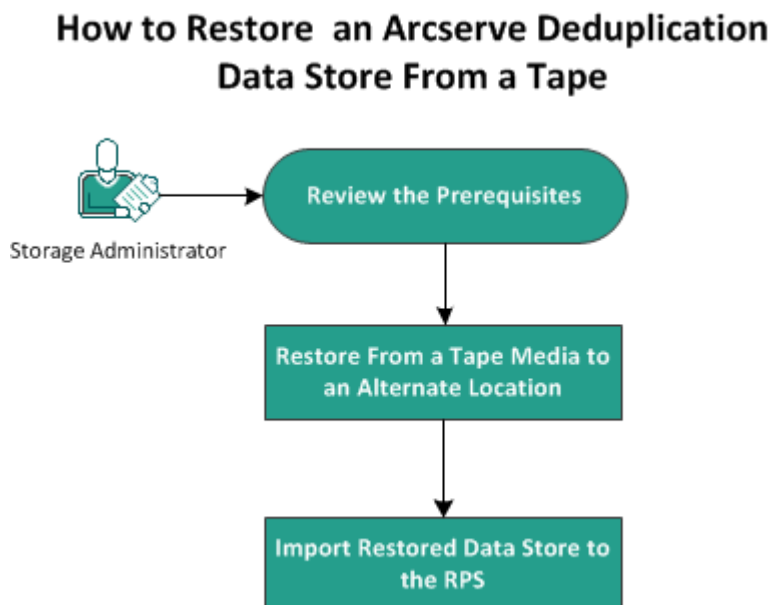 How to Restore an Arcserve Deduplication
Data Store From a Tape
Review the Prerequisites
Storage Administrator
Restore From a Tape Media to
an Alternate Location
Import Restored Data Store to
the RPS